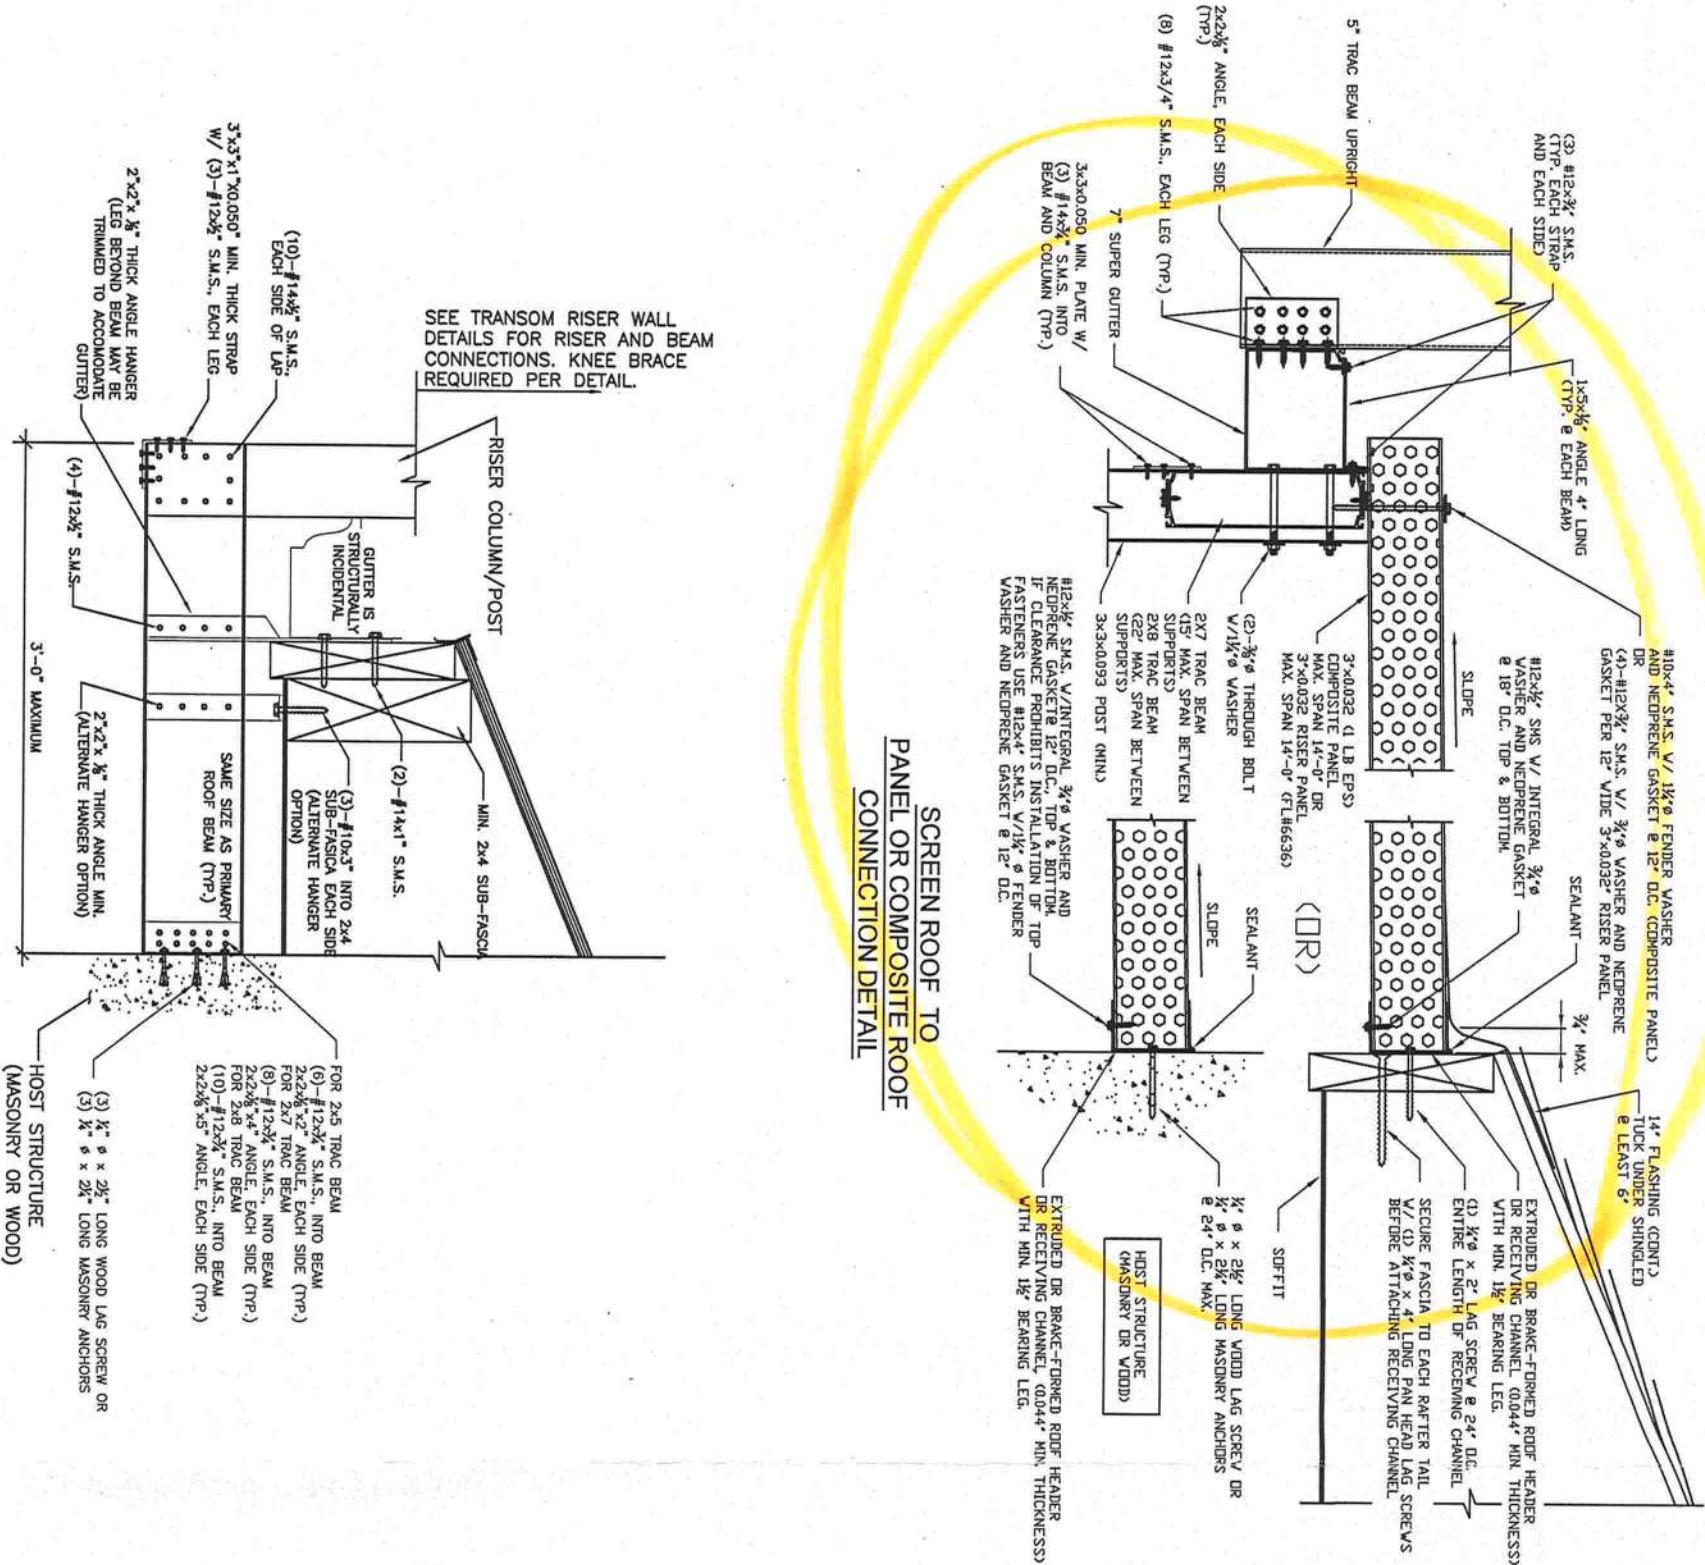 (3) #12x¾" S.M.S.
(TYP. EACH STRAP
AND EACH SIDE)
5" TRAC BEAM UPRIGHT
2x2x⅛" ANGLE, EACH SIDE
(TYP.)
(8) #12x3/4" S.M.S., EACH LEG (TYP.)
7" SUPER GUTTER
3x3x0.050 MIN. PLATE W/
(3) #14x¾" S.M.S. INTO
BEAM AND COLUMN (TYP.)
1x5x⅛" ANGLE 4" LONG
(TYP. @ EACH BEAM)
#10x4" S.M.S. W/ 1¼"ø FENDER WASHER
AND NEOPRENE GASKET @ 12" O.C. (COMPOSITE PANEL)
OR
(4)-#12X¾" S.M.S. W/ ¾"ø WASHER AND NEOPRENE
GASKET PER 12" WIDE 3"x0.032" RISER PANEL
#12x½" SMS W/ INTEGRAL ¾"ø
WASHER AND NEOPRENE GASKET
@ 18" O.C. TOP & BOTTOM.
SLOPE
SEALANT
¾" MAX.
14" FLASHING (CONT.)
TUCK UNDER SHINGLED
@ LEAST 6"
3"x0.032 (1 LB EPS)
COMPOSITE PANEL
MAX. SPAN 14'-0" OR
3"x0.032 RISER PANEL
MAX. SPAN 14'-0" (FL#6636)
(2)-⅜"ø THROUGH BOLT
W/1¼"ø WASHER
2X7 TRAC BEAM
(15' MAX. SPAN BETWEEN
SUPPORTS)
2X8 TRAC BEAM
(22' MAX. SPAN BETWEEN
SUPPORTS)
3x3x0.093 POST (MIN.)
EXTRUDED OR BRAKE-FORMED ROOF HEADER
OR RECEIVING CHANNEL (0.044" MIN. THICKNESS)
WITH MIN. 1½" BEARING LEG.
(1) ¼"ø x 2" LAG SCREW @ 24" O.C.
ENTIRE LENGTH OF RECEIVING CHANNEL
SECURE FASCIA TO EACH RAFTER TAIL
W/ (1) ¼"ø x 4" LONG PAN HEAD LAG SCREWS
BEFORE ATTACHING RECEIVING CHANNEL
SOFFIT
(OR)
SLOPE
SEALANT
#12x½" S.M.S. W/INTEGRAL ¾"ø WASHER AND
NEOPRENE GASKET@ 12" O.C., TOP & BOTTOM.
IF CLEARANCE PROHIBITS INSTALLATION OF TOP
FASTENERS USE #12x4" S.M.S. W/1¼" ø FENDER
WASHER AND NEOPRENE GASKET @ 12" O.C.
¼" ø x 2½" LONG WOOD LAG SCREW OR
¼" ø x 2¼" LONG MASONRY ANCHORS
@ 24" O.C. MAX.
HOST STRUCTURE
(MASONRY OR WOOD)
EXTRUDED OR BRAKE-FORMED ROOF HEADER
OR RECEIVING CHANNEL (0.044" MIN. THICKNESS)
WITH MIN. 1½" BEARING LEG.
SCREEN ROOF TO
PANEL OR COMPOSITE ROOF
CONNECTION DETAIL
SEE TRANSOM RISER WALL
DETAILS FOR RISER AND BEAM
CONNECTIONS. KNEE BRACE
REQUIRED PER DETAIL.
RISER COLUMN/POST
(10)-#14x½" S.M.S.,
EACH SIDE OF LAP
3"x3"x1"X0.050" MIN. THICK STRAP
W/ (3)-#12x½" S.M.S., EACH LEG
2"x2"x ⅛" THICK ANGLE HANGER
(LEG BEYOND BEAM MAY BE
TRIMMED TO ACCOMODATE
GUTTER)
(4)-#12x½" S.M.S.
GUTTER IS
STRUCTURALLY
INCIDENTAL
MIN. 2x4 SUB-FASCIA
(2)-#14x1" S.M.S.
(3)-#10x3" INTO 2x4
SUB-FASICA EACH SIDE
(ALTERNATE HANGER
OPTION)
SAME SIZE AS PRIMARY
ROOF BEAM (TYP.)
2"x2"x ⅛" THICK ANGLE MIN.
(ALTERNATE HANGER OPTION)
3'-0" MAXIMUM
FOR 2x5 TRAC BEAM
(6)-#12x¾" S.M.S., INTO BEAM
2x2x⅛"x2" ANGLE, EACH SIDE (TYP.)
FOR 2x7 TRAC BEAM
(8)-#12x¾" S.M.S., INTO BEAM
2x2x⅛"x4" ANGLE, EACH SIDE (TYP.)
FOR 2x8 TRAC BEAM
(10)-#12x¾" S.M.S., INTO BEAM
2x2x⅛"x5" ANGLE, EACH SIDE (TYP.)
(3) ¼" ø x 2½" LONG WOOD LAG SCREW OR
(3) ¼" ø x 2¼" LONG MASONRY ANCHORS
HOST STRUCTURE
(MASONRY OR WOOD)